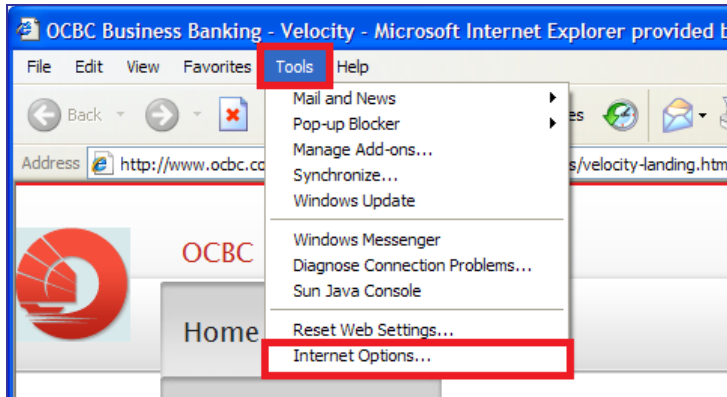 OCBC Business Banking - Velocity - Microsoft Internet Explorer provided b
File Edit View Favorites Tools Help
Mail and News
Back
Pop-up Blocker
es
Manage Add-ons...
Address http://www.ocbc.co s/velocity-landing.htm
Synchronize...
Windows Update
Windows Messenger
OCBC
Diagnose Connection Problems...
Sun Java Console
Home
Reset Web Settings...
Internet Options...